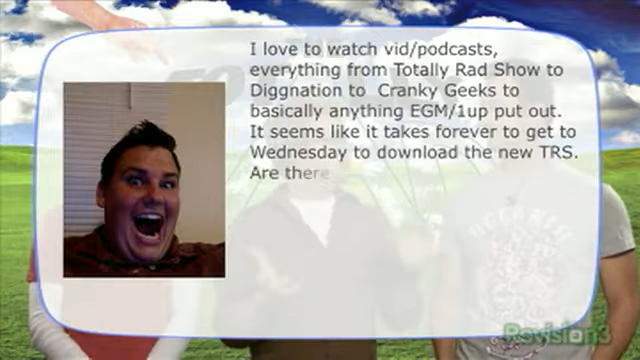 I love to watch vid/podcasts,
everything from Totally Rad Show to
Diggnation to  Cranky Geeks to
basically anything EGM/1up put out.
It seems like it takes forever to get to
Wednesday to download the new TRS.
Are there
Revision3